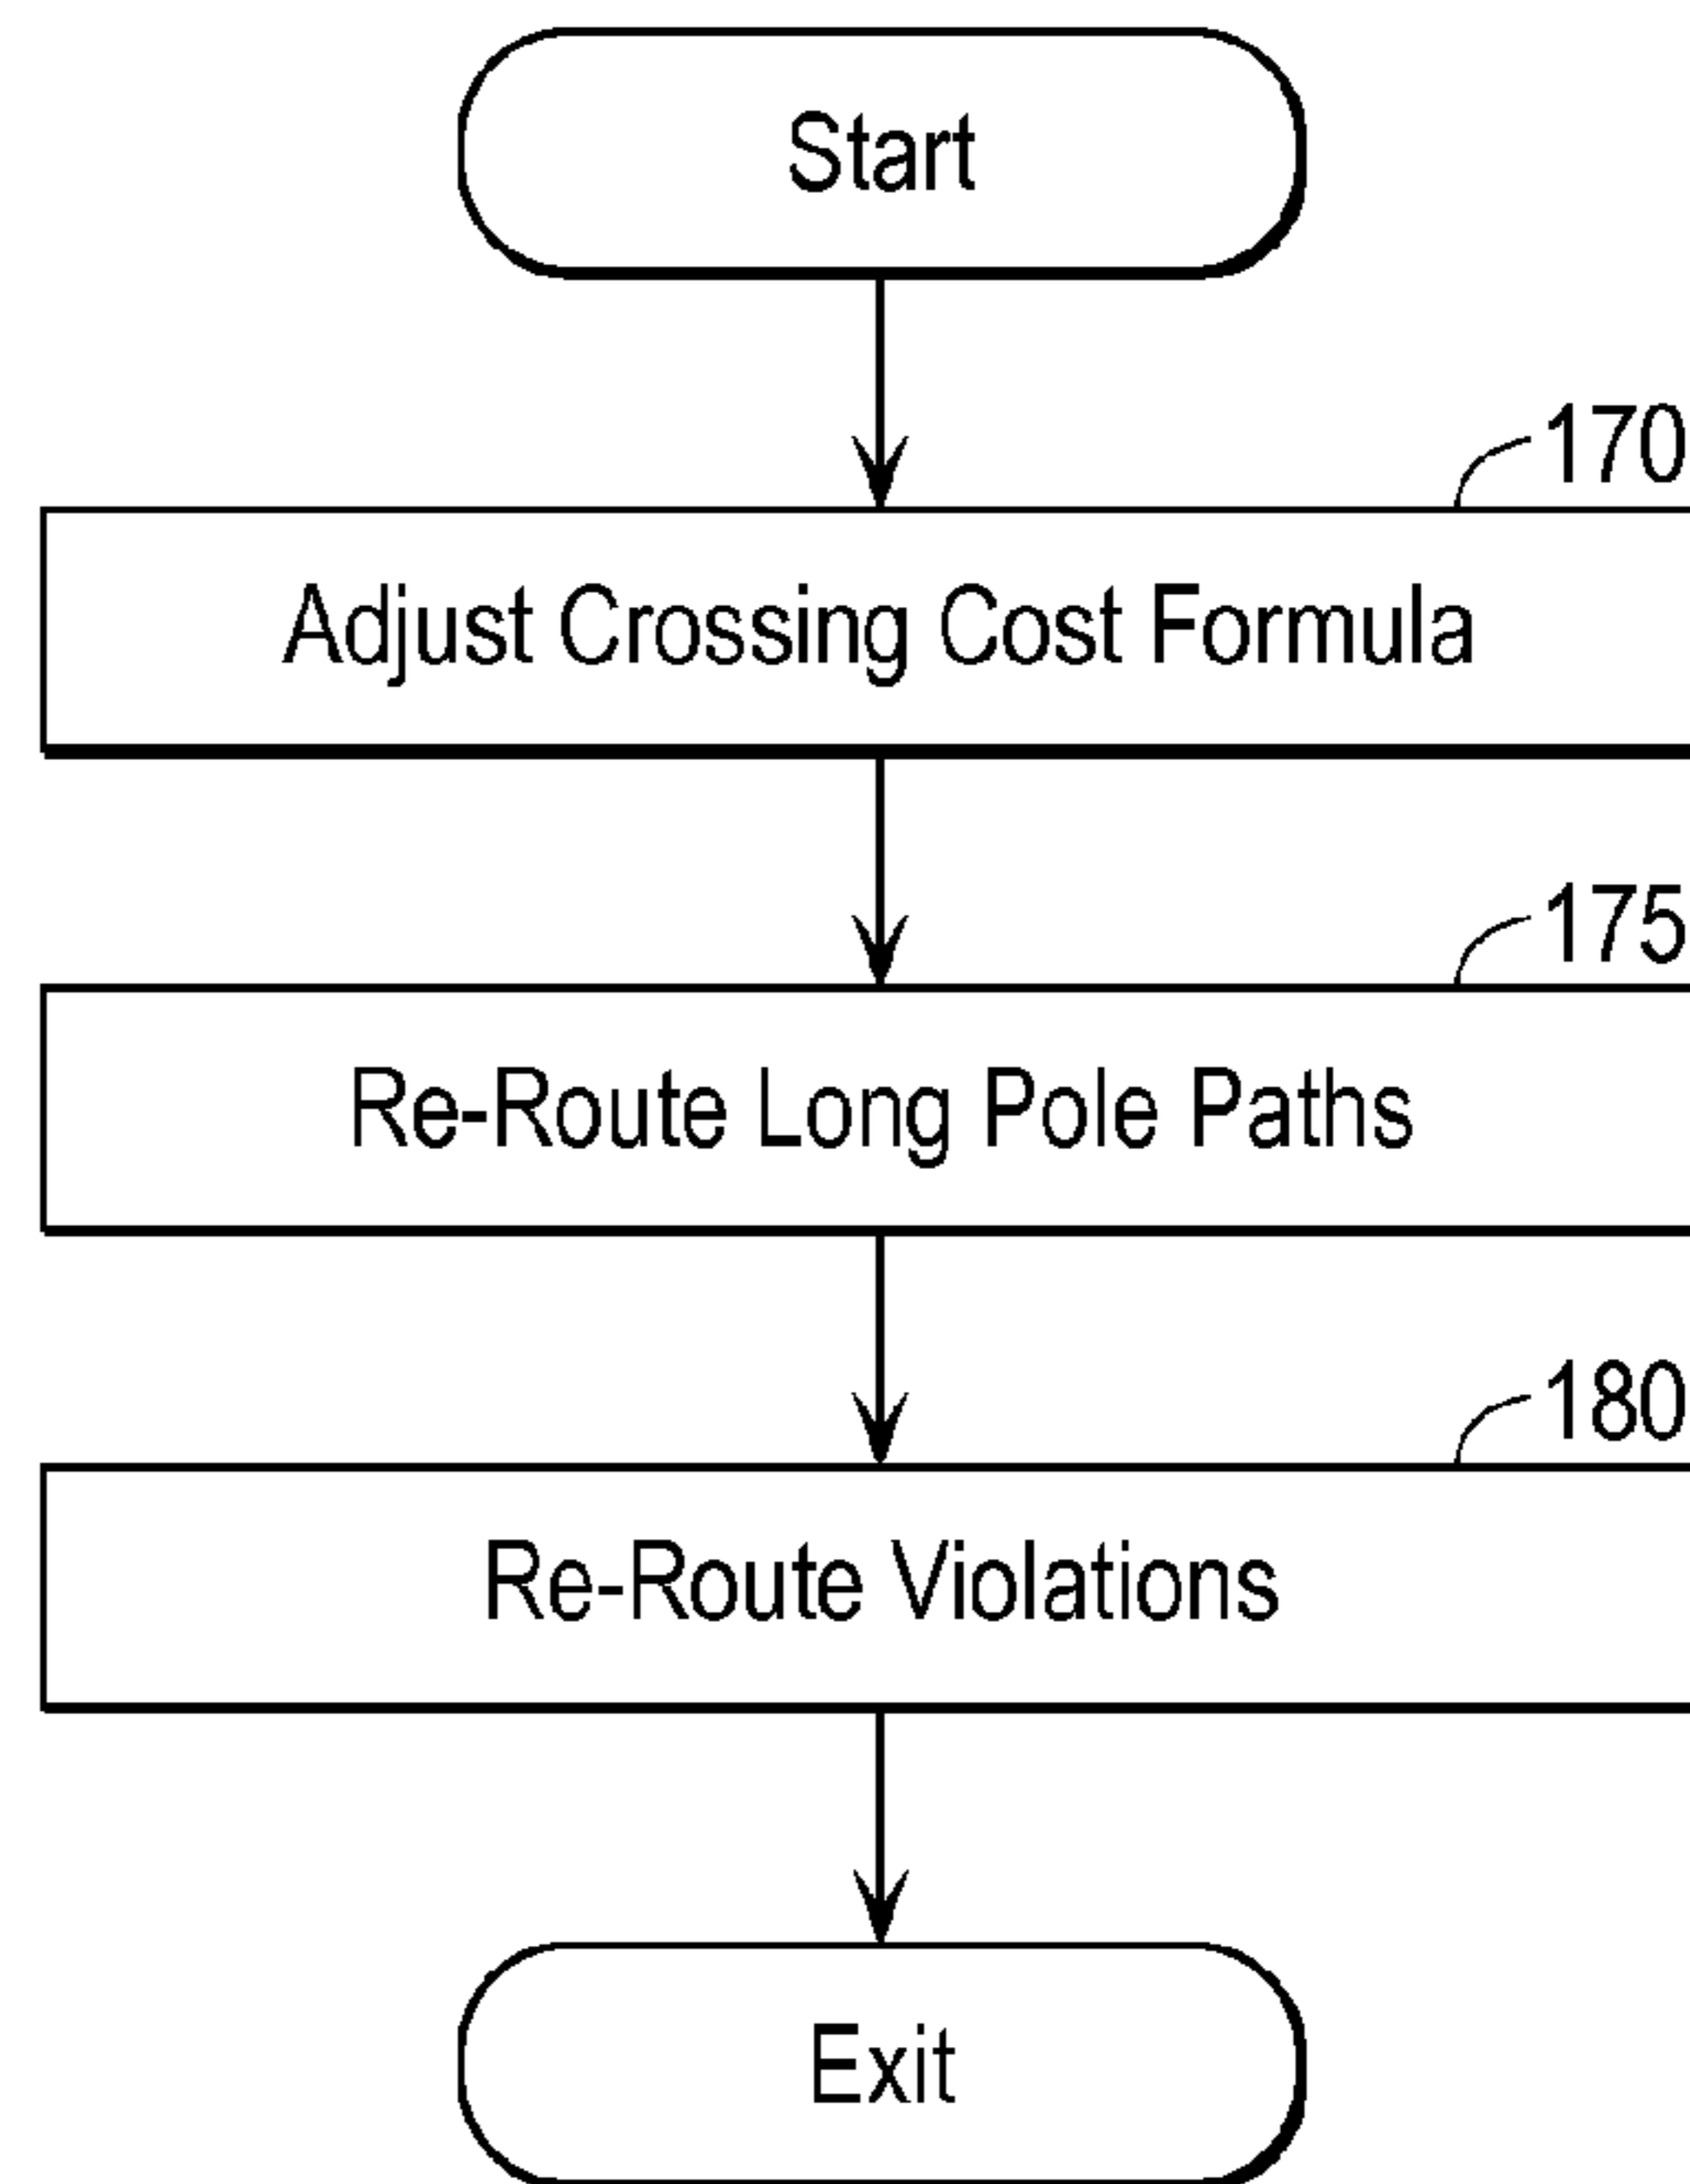 Start
170
Adjust Crossing Cost Formula
175
Re-Route Long Pole Paths
180
Re-Route Violations
Exit